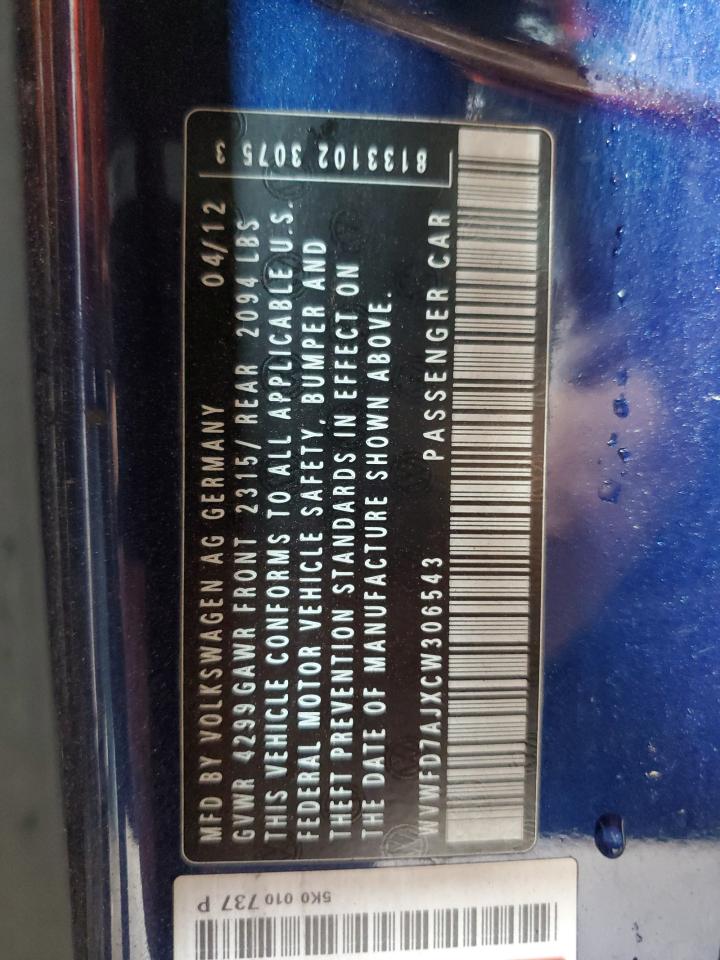 MFD BY VOLKSWAGEN AG GERMANY 04/12
GVWR 4299 GAWR FRONT 2315/ REAR 2094 LBS
THIS VEHICLE CONFORMS TO ALL APPLICABLE U.S.
FEDERAL MOTOR VEHICLE SAFETY, BUMPER AND
THEFT PREVENTION STANDARDS IN EFFECT ON
THE DATE OF MANUFACTURE SHOWN ABOVE.
WVWFD7AJXCW306543 PASSENGER CAR
8133102 3075 3
5K0 010 737 P